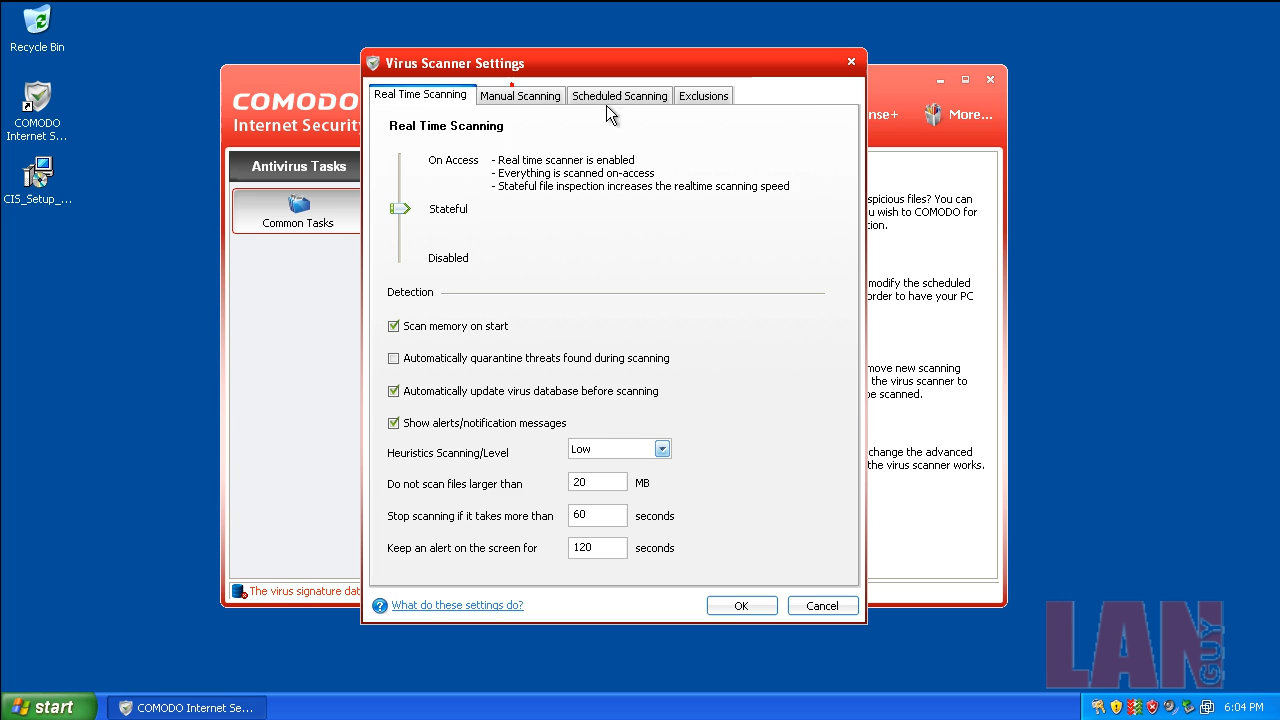 Recycle Bin
COMODO
Internet S...
CIS_Setup_...
COMODO
Internet Security
Antivirus Tasks
Common Tasks
The virus signature dat
Virus Scanner Settings
Real Time Scanning
Manual Scanning
Scheduled Scanning
Exclusions
Real Time Scanning
On Access
- Real time scanner is enabled
- Everything is scanned on-access
- Stateful file inspection increases the realtime scanning speed
Stateful
Disabled
Detection
Scan memory on start
Automatically quarantine threats found during scanning
Automatically update virus database before scanning
Show alerts/notification messages
Heuristics Scanning/Level Low
Do not scan files larger than 20 MB
Stop scanning if it takes more than 60 seconds
Keep an alert on the screen for 120 seconds
What do these settings do?
OK
Cancel
nse+
More...
spicious files? You can
u wish to COMODO for
tion.
modify the scheduled
order to have your PC
move new scanning
the virus scanner to
be scanned.
change the advanced
the virus scanner works.
LAN GUY
start
COMODO Internet Se...
6:04 PM